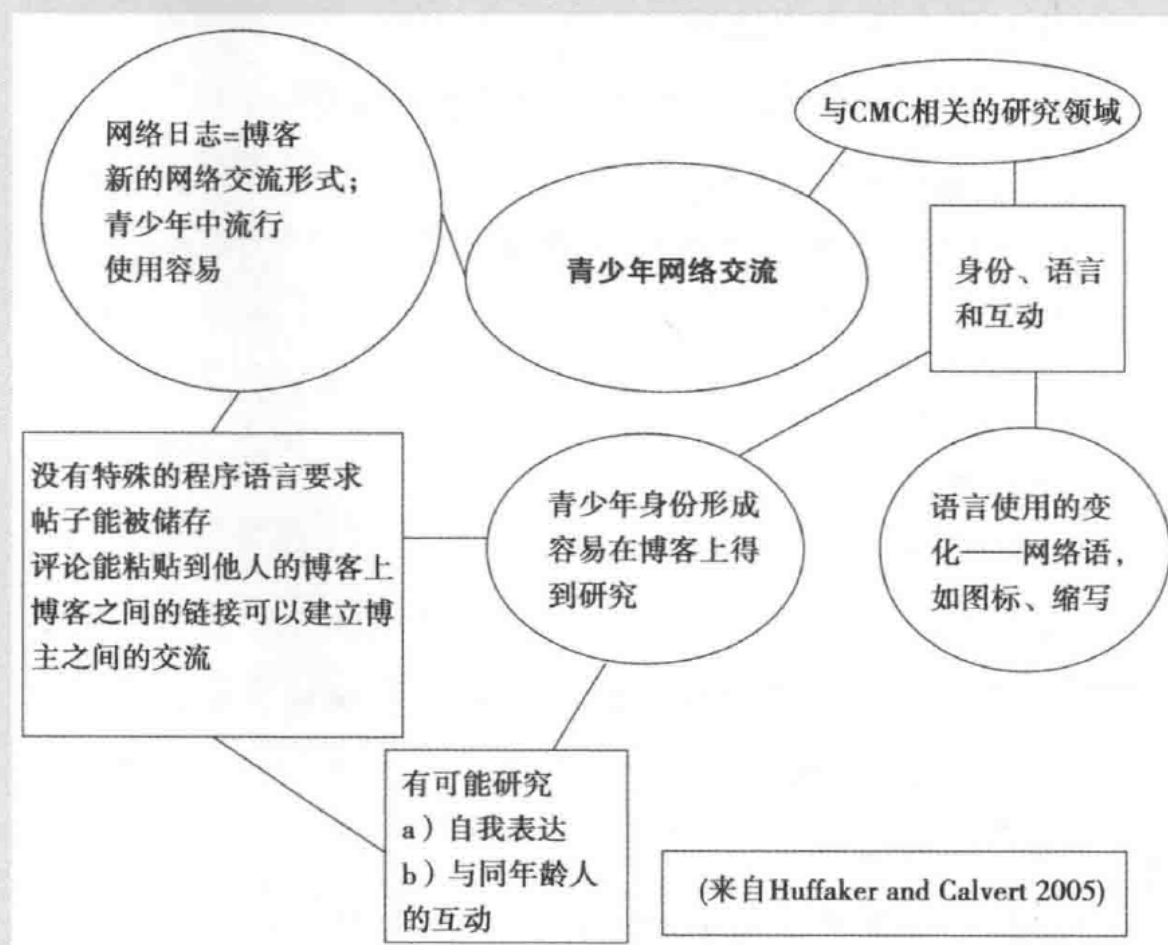 网络日志=博客
新的网络交流形式；
青少年中流行
使用容易
与CMC相关的研究领域
青少年网络交流
身份、语言
和互动
没有特殊的程序语言要求
帖子能被储存
评论能粘贴到他人的博客上
博客之间的链接可以建立博
主之间的交流
青少年身份形成
容易在博客上得
到研究
语言使用的变
化——网络语，
如图标、缩写
有可能研究
a）自我表达
b）与同年龄人
的互动
(来自Huffaker and Calvert 2005)